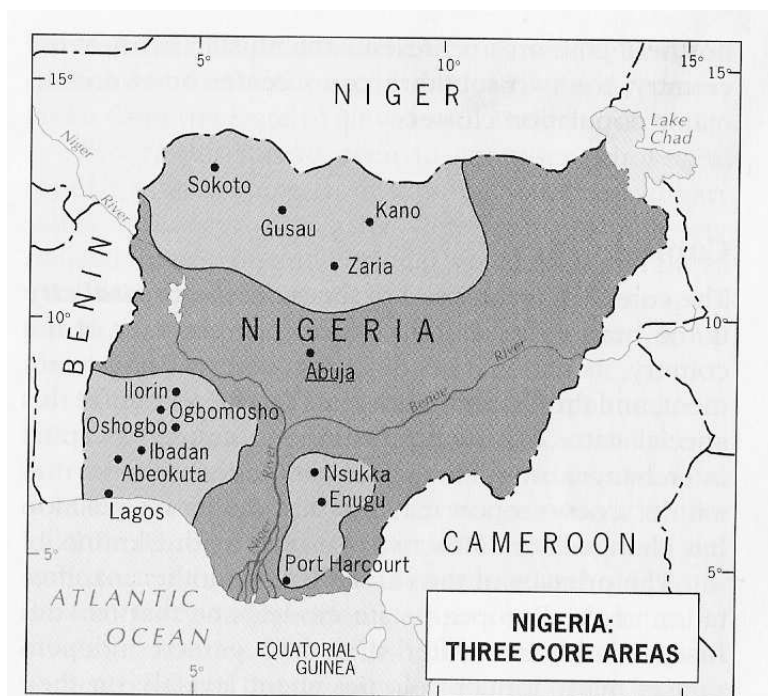 5°
10°
15°
15°
15°
NIGER
Lake
Chad
Niger
River
Sokoto
Kano
Gusau
Zaria
BENIN
10°
10°
NIGERIA
Abuja
River
Benue
Ilorin
Ogbomosho
Oshogbo
Ibadan
Abeokuta
Lagos
River
Niger
Nsukka
Enugu
CAMEROON
5°
5°
Port Harcourt
ATLANTIC
OCEAN
EQUATORIAL
GUINEA
5°
NIGERIA:
THREE CORE AREAS